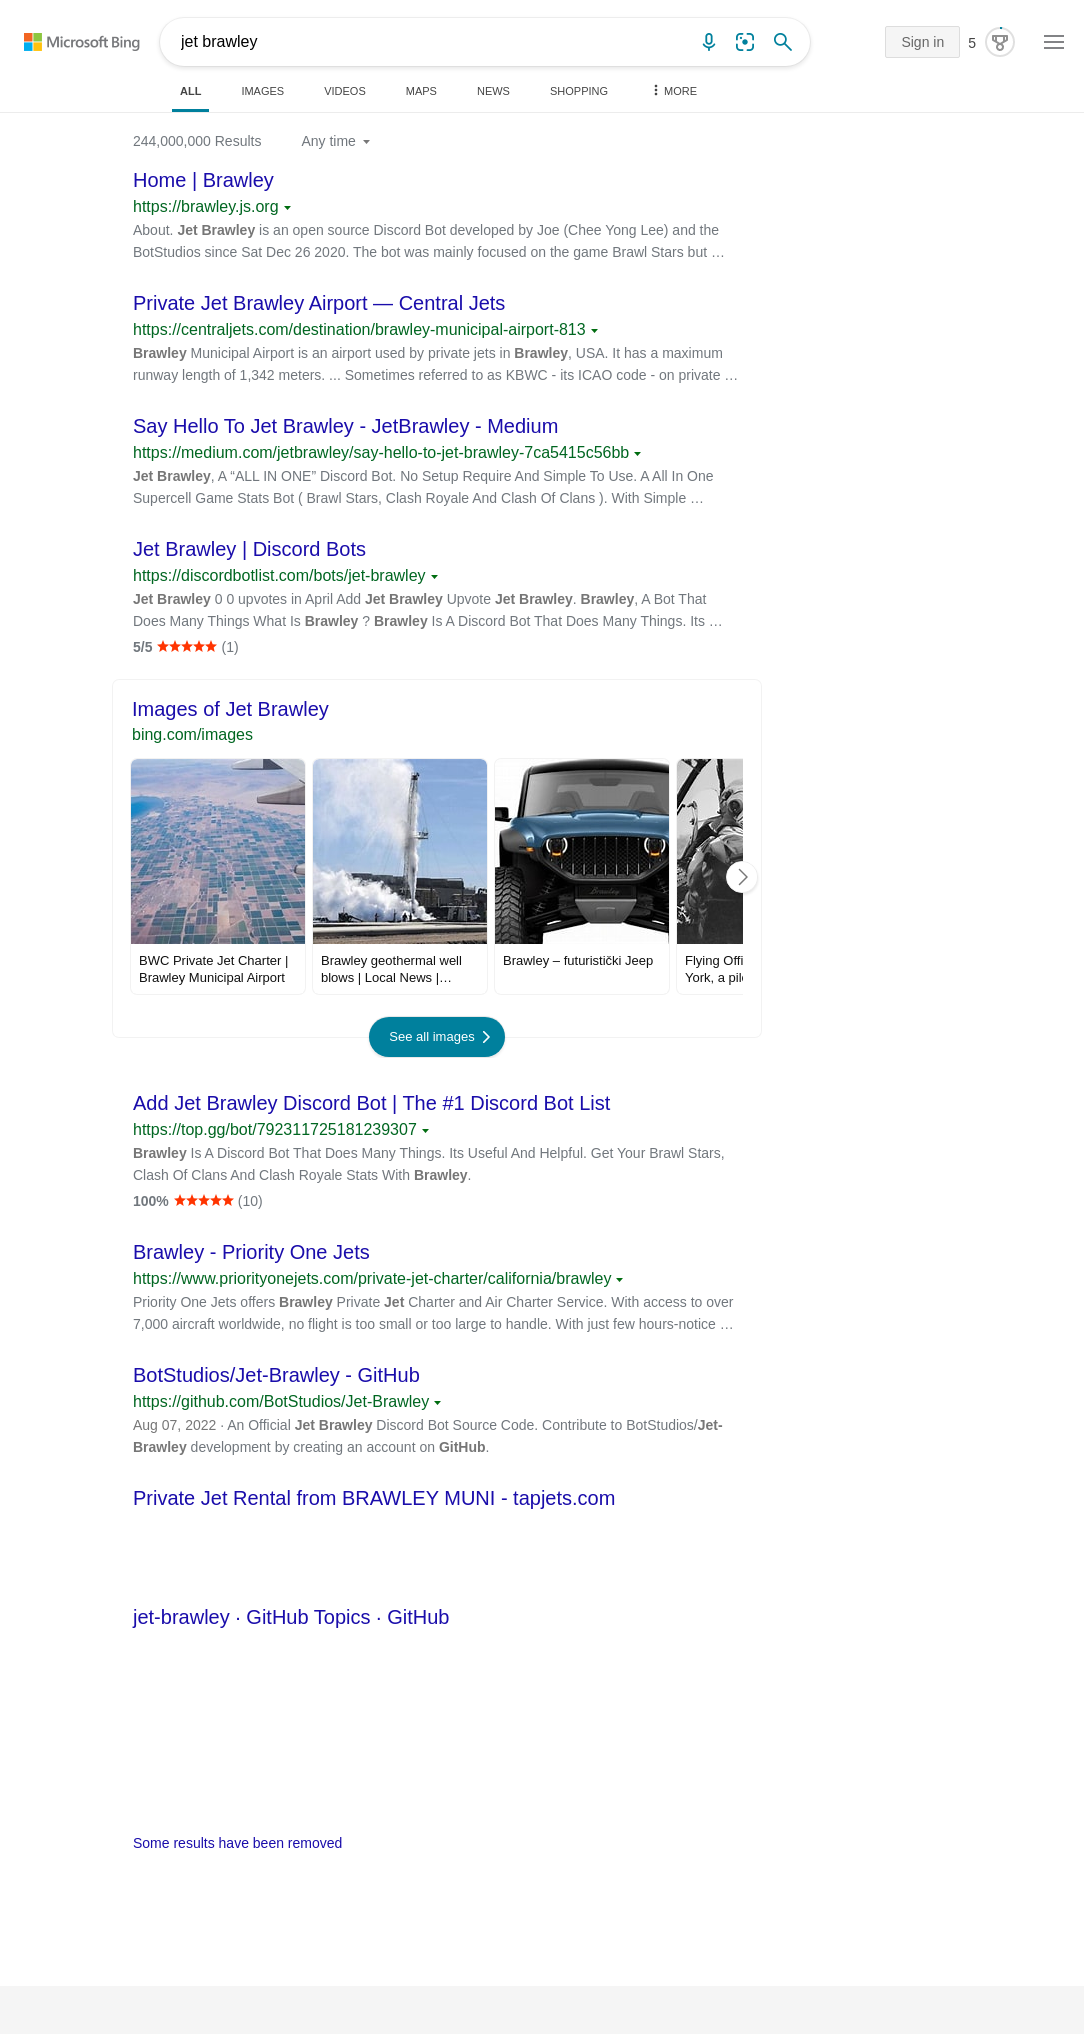 Microsoft Bing
jet brawley
Sign in
5
ALL
IMAGES
VIDEOS
MAPS
NEWS
SHOPPING
MORE
244,000,000 Results
Any time
Home | Brawley
https://brawley.js.org
About. Jet Brawley is an open source Discord Bot developed by Joe (Chee Yong Lee) and the
BotStudios since Sat Dec 26 2020. The bot was mainly focused on the game Brawl Stars but …
Private Jet Brawley Airport — Central Jets
https://centraljets.com/destination/brawley-municipal-airport-813
Brawley Municipal Airport is an airport used by private jets in Brawley, USA. It has a maximum
runway length of 1,342 meters. ... Sometimes referred to as KBWC - its ICAO code - on private …
Say Hello To Jet Brawley - JetBrawley - Medium
https://medium.com/jetbrawley/say-hello-to-jet-brawley-7ca5415c56bb
Jet Brawley, A “ALL IN ONE” Discord Bot. No Setup Require And Simple To Use. A All In One
Supercell Game Stats Bot ( Brawl Stars, Clash Royale And Clash Of Clans ). With Simple …
Jet Brawley | Discord Bots
https://discordbotlist.com/bots/jet-brawley
Jet Brawley 0 0 upvotes in April Add Jet Brawley Upvote Jet Brawley. Brawley, A Bot That
Does Many Things What Is Brawley ? Brawley Is A Discord Bot That Does Many Things. Its …
5/5 ★★★★★ (1)
Images of Jet Brawley
bing.com/images
Brawley
BWC Private Jet Charter |
Brawley Municipal Airport
Brawley geothermal well
blows | Local News |…
Brawley – futuristički Jeep
Flying Offi
York, a pil
See all images
Add Jet Brawley Discord Bot | The #1 Discord Bot List
https://top.gg/bot/792311725181239307
Brawley Is A Discord Bot That Does Many Things. Its Useful And Helpful. Get Your Brawl Stars,
Clash Of Clans And Clash Royale Stats With Brawley.
100% ★★★★★ (10)
Brawley - Priority One Jets
https://www.priorityonejets.com/private-jet-charter/california/brawley
Priority One Jets offers Brawley Private Jet Charter and Air Charter Service. With access to over
7,000 aircraft worldwide, no flight is too small or too large to handle. With just few hours-notice …
BotStudios/Jet-Brawley - GitHub
https://github.com/BotStudios/Jet-Brawley
Aug 07, 2022 · An Official Jet Brawley Discord Bot Source Code. Contribute to BotStudios/Jet-
Brawley development by creating an account on GitHub.
Private Jet Rental from BRAWLEY MUNI - tapjets.com
jet-brawley · GitHub Topics · GitHub
Some results have been removed